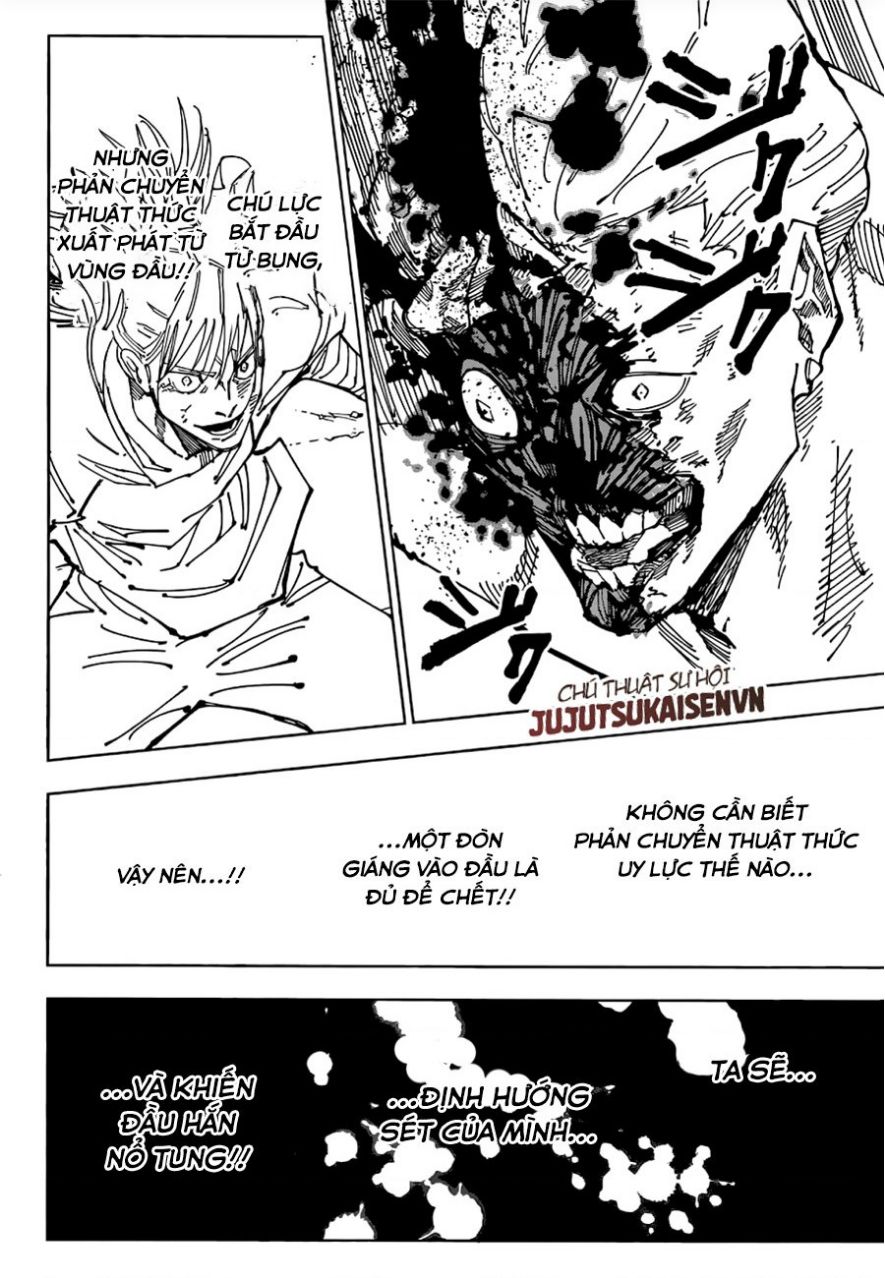 ジジ
ク
ジジ
ク
CHÚ LỰC
BẮT ĐẦU
TỪ BỤNG,
NHƯNG
PHẢN CHUYỂN
THUẬT THỨC
XUẤT PHÁT TỪ
VÙNG ĐẦU!!
ジジ
ク
CHÚ THUẬT SƯ HỘI
JUJUTSUKAISENVN
KHÔNG CẦN BIẾT
PHẢN CHUYỂN THUẬT THỨC
UY LỰC THẾ NÀO...
...MỘT ĐÒN
GIÁNG VÀO ĐẦU LÀ
ĐỦ ĐỂ CHẾT!!
VẬY NÊN...!!
TA SẼ...
...ĐỊNH HƯỚNG
SÉT CỦA MÌNH...
...VÀ KHIẾN
ĐẦU HẮN
NỔ TUNG!!